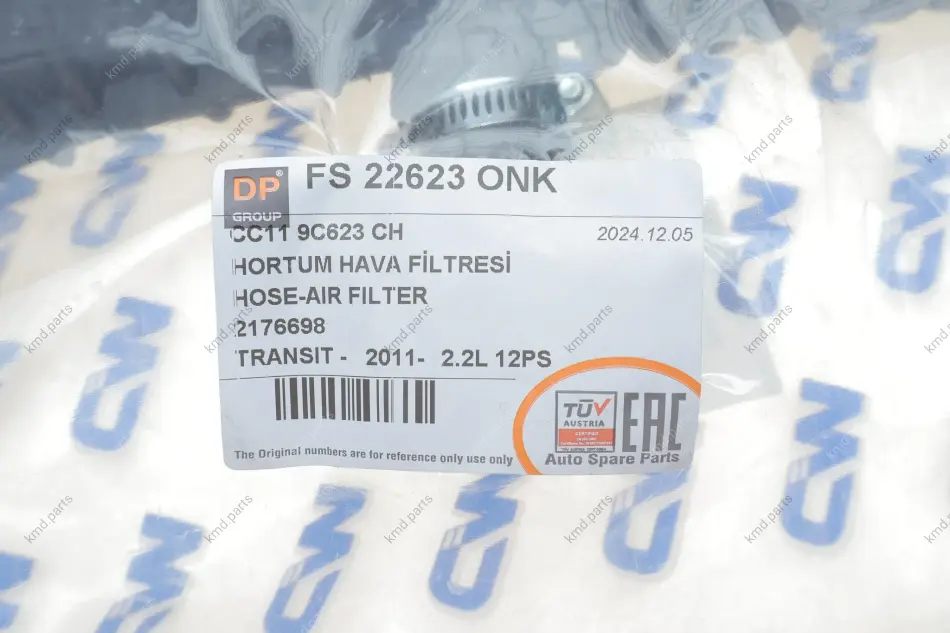 DP® GROUP
FS 22623 ONK
CC11 9C623 CH
2024.12.05
HORTUM HAVA FİLTRESİ
HOSE-AIR FILTER
2176698
TRANSIT - 2011- 2.2L 12PS
TÜV
AUSTRIA
EAC
The Original numbers are for reference only use only
Auto Spare Parts
kmd.parts